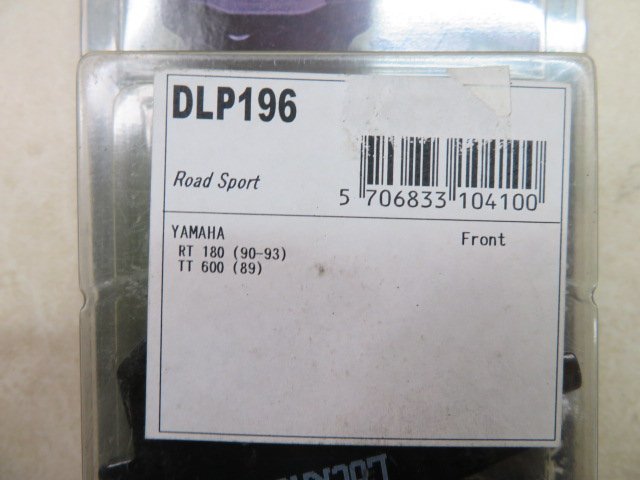 DLP196
Road Sport
5 706833 104100
YAMAHA
Front
RT 180 (90-93)
TT 600 (89)